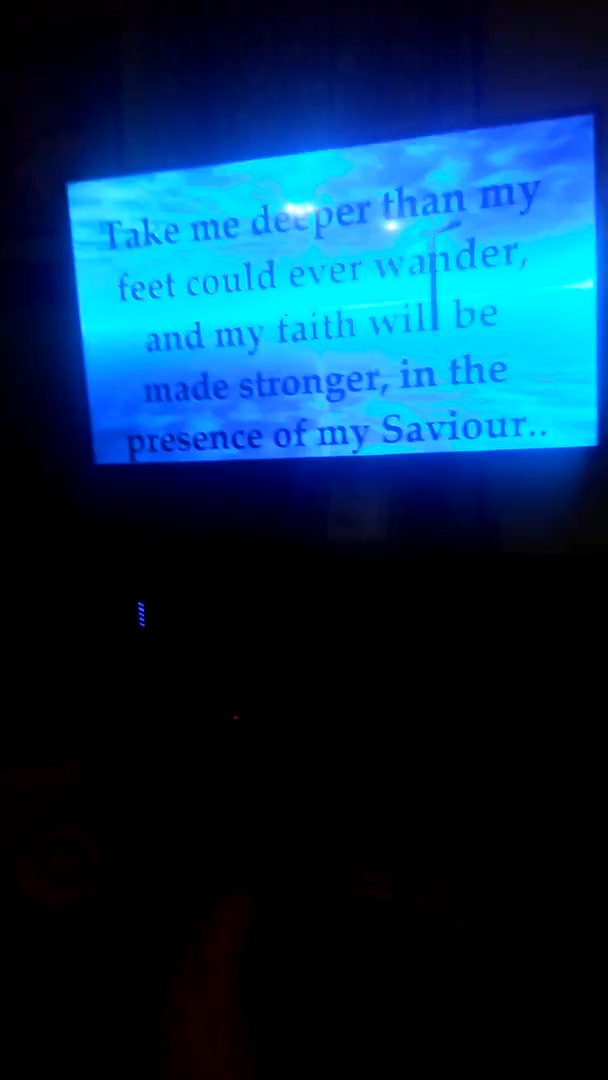 Take me deeper than my
feet could ever wander,
and my faith will be
made stronger, in the
presence of my Saviour..